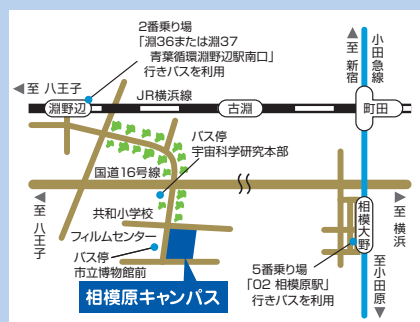 2番乗り場
「淵36または淵37
青葉循環淵野辺駅南口」
行きバスを利用
小田急線
至 新宿
至 八王子
JR横浜線
淵野辺
古淵
町田
バス停
宇宙科学研究本部
国道16号線
至 八王子
共和小学校
フィルムセンター
バス停
市立博物館前
相模原キャンパス
相模大野
至 横浜
5番乗り場
「02 相模原駅」
行きバスを利用
至小田原